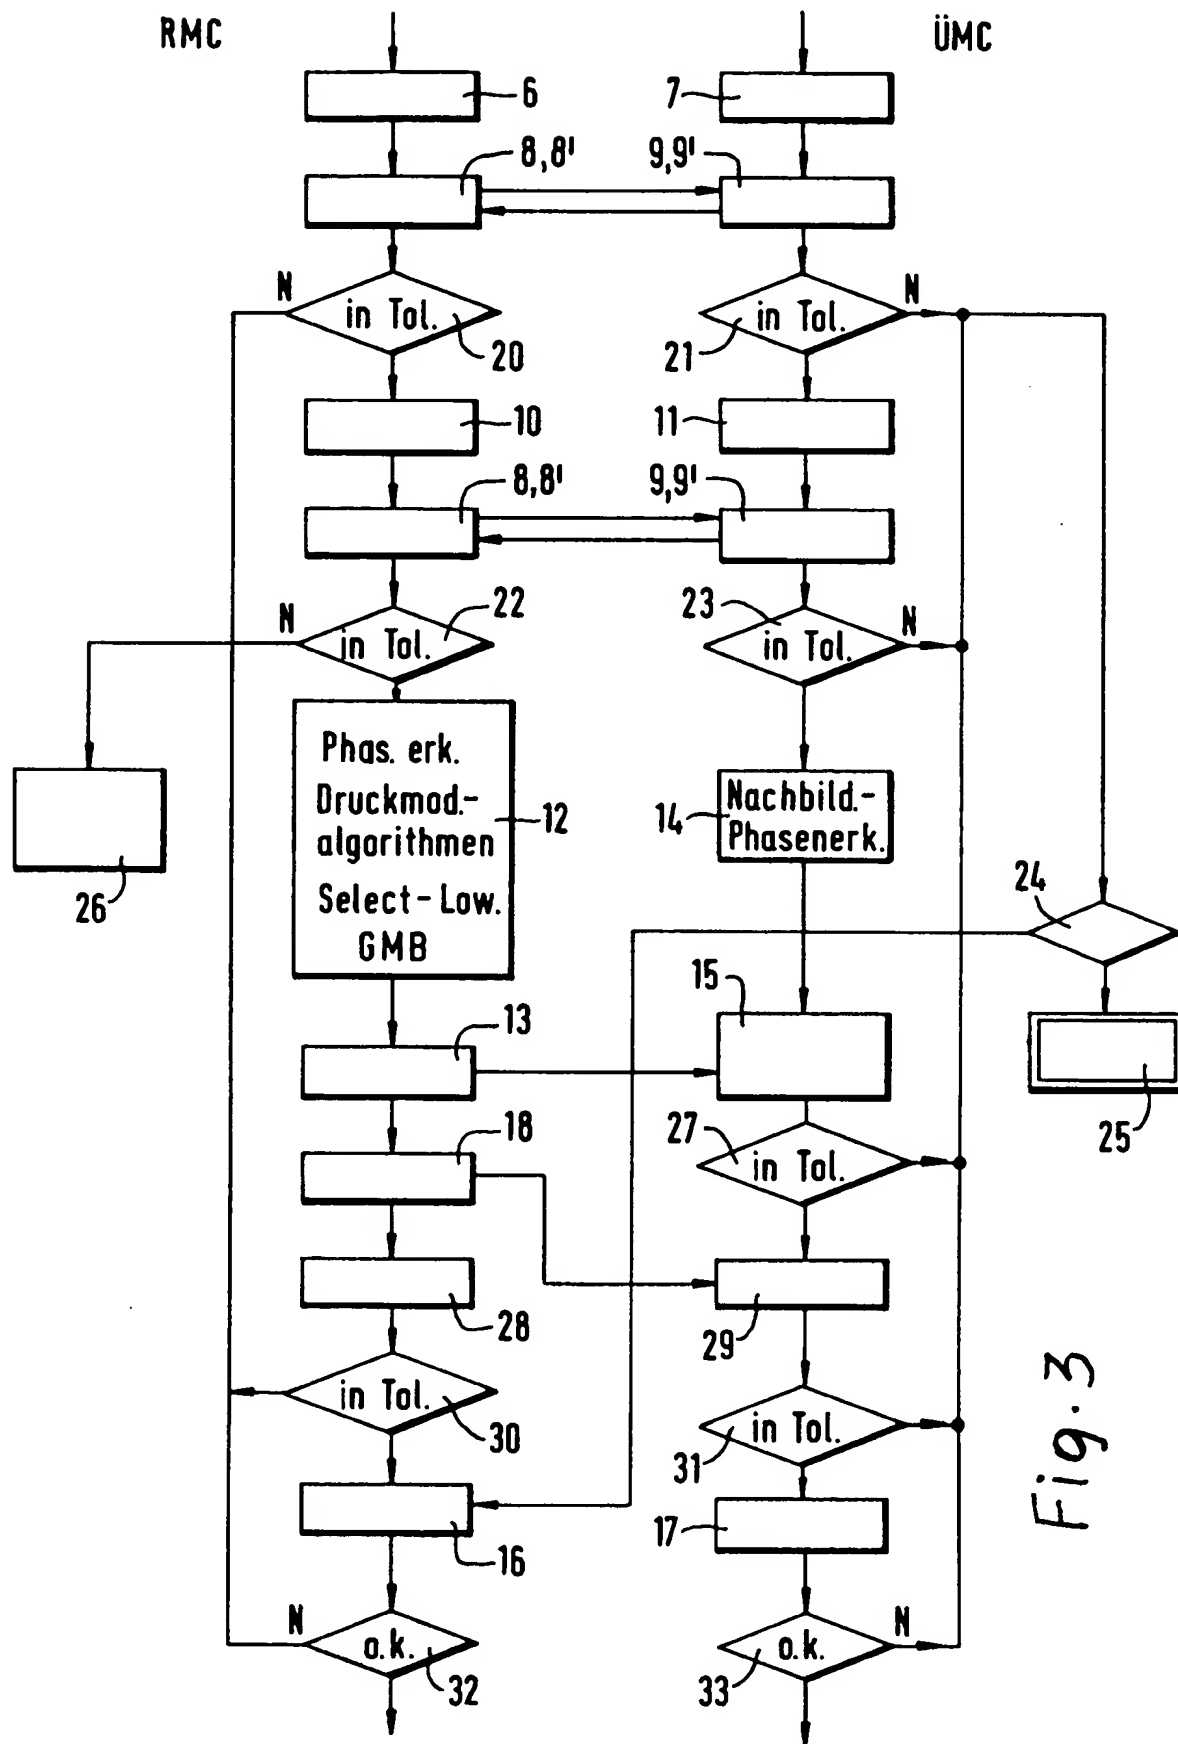 RMC
ÜMC
6
7
8,8'
9,9'
N
in Tol.
20
in Tol.
N
21
10
11
8,8'
9,9'
N
in Tol.
22
23
in Tol.
N
Phas. erk.
Druckmod.-
algorithmen
Select-Low.
GMB
12
14
Nachbild.-
Phasenerk.
26
24
15
13
25
18
27
in Tol.
28
29
in Tol.
30
in Tol.
31
16
17
N
o.k.
32
o.k.
N
33
Fig. 3